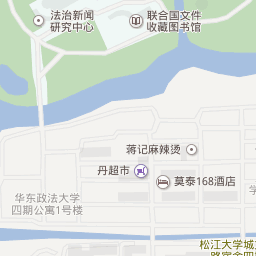 法治新闻
研究中心
联合国文件
收藏图书馆
蒋记麻辣烫
丹超市
莫泰168酒店
华东政法大学
四期公寓1号楼
学
松江大学城